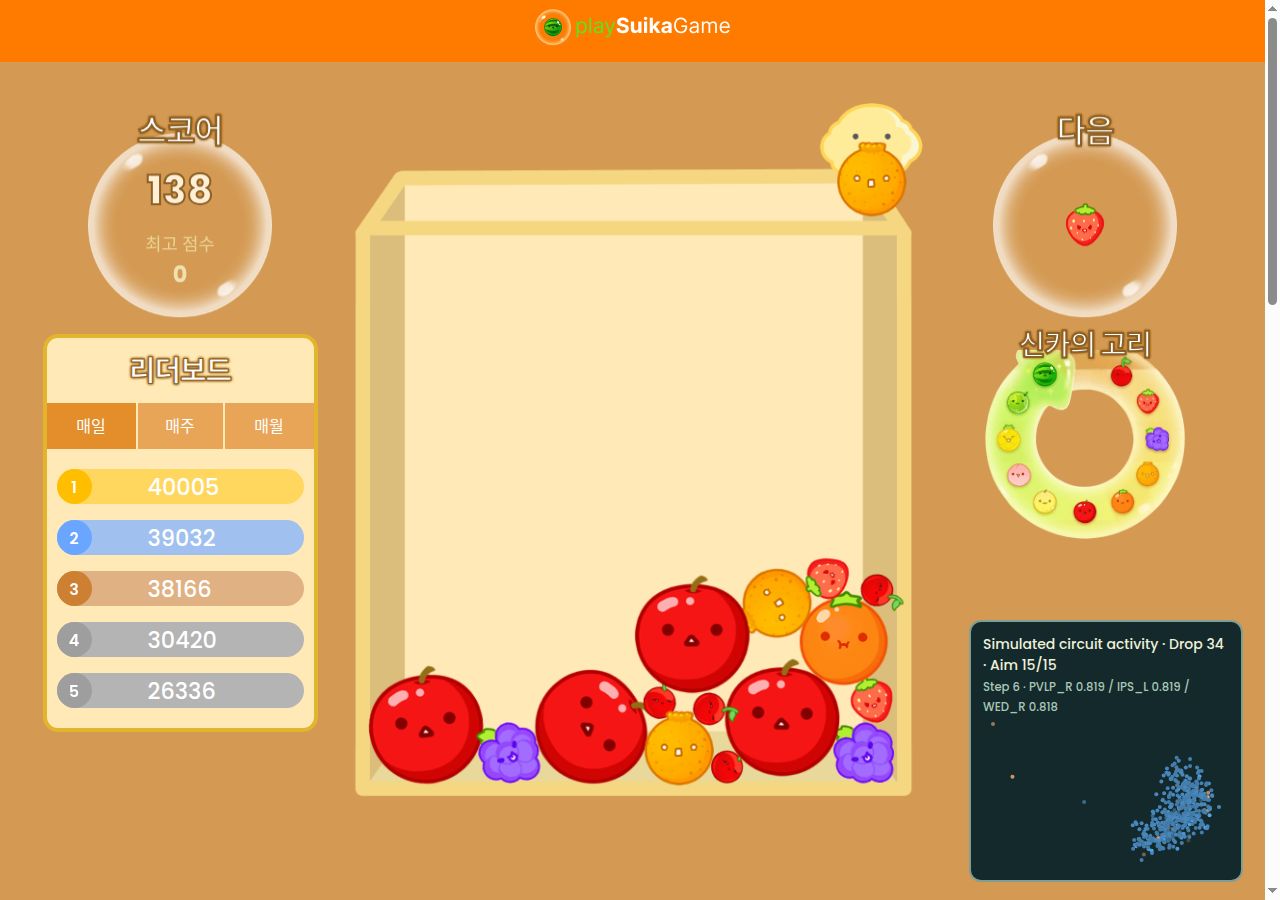 playSuikaGame
스코어
138
최고 점수
0
다음
리더보드
매일 매주 매월
1 40005
2 39032
3 38166
4 30420
5 26336
신카의 고리
Simulated circuit activity · Drop 34
· Aim 15/15
Step 6 · PVLP_R 0.819 / IPS_L 0.819 /
WED_R 0.818